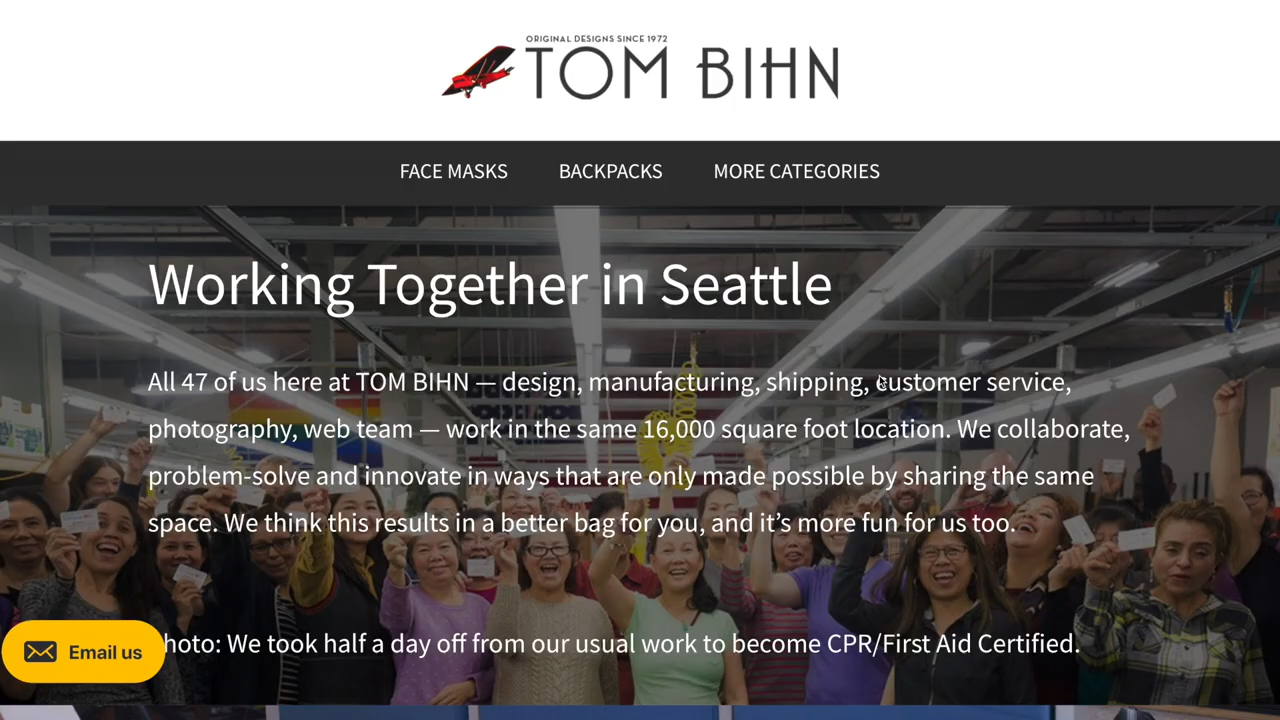 ORIGINAL DESIGNS SINCE 1972
TOM BIHN
FACE MASKS BACKPACKS MORE CATEGORIES
Working Together in Seattle
All 47 of us here at TOM BIHN — design, manufacturing, shipping, customer service,
photography, web team — work in the same 16,000 square foot location. We collaborate,
problem-solve and innovate in ways that are only made possible by sharing the same
space. We think this results in a better bag for you, and it’s more fun for us too.
hoto: We took half a day off from our usual work to become CPR/First Aid Certified.
Email us